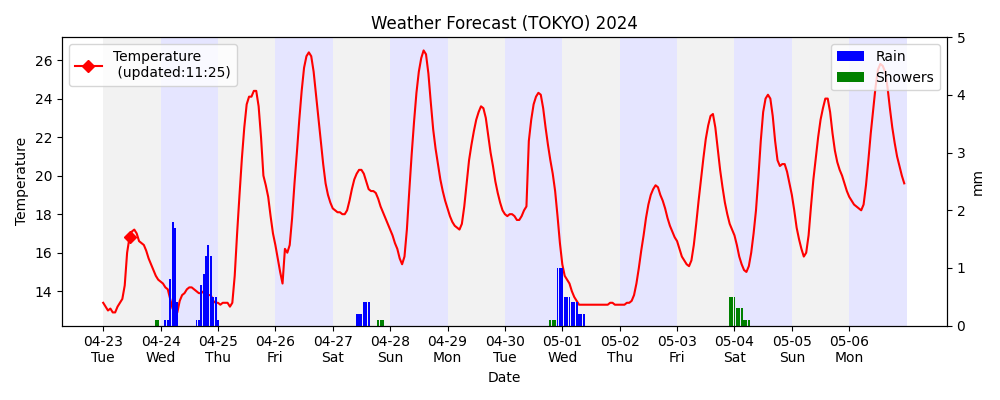 Weather Forecast (TOKYO) 2024
Temperature
(updated:11:25)
Rain
Showers
26
24
22
20
18
16
14
Temperature
5
4
3
2
1
0
mm
04-23 04-24 04-25 04-26 04-27 04-28 04-29 04-30 05-01 05-02 05-03 05-04 05-05 05-06
Tue Wed Thu Fri Sat Sun Mon Tue Wed Thu Fri Sat Sun Mon
Date